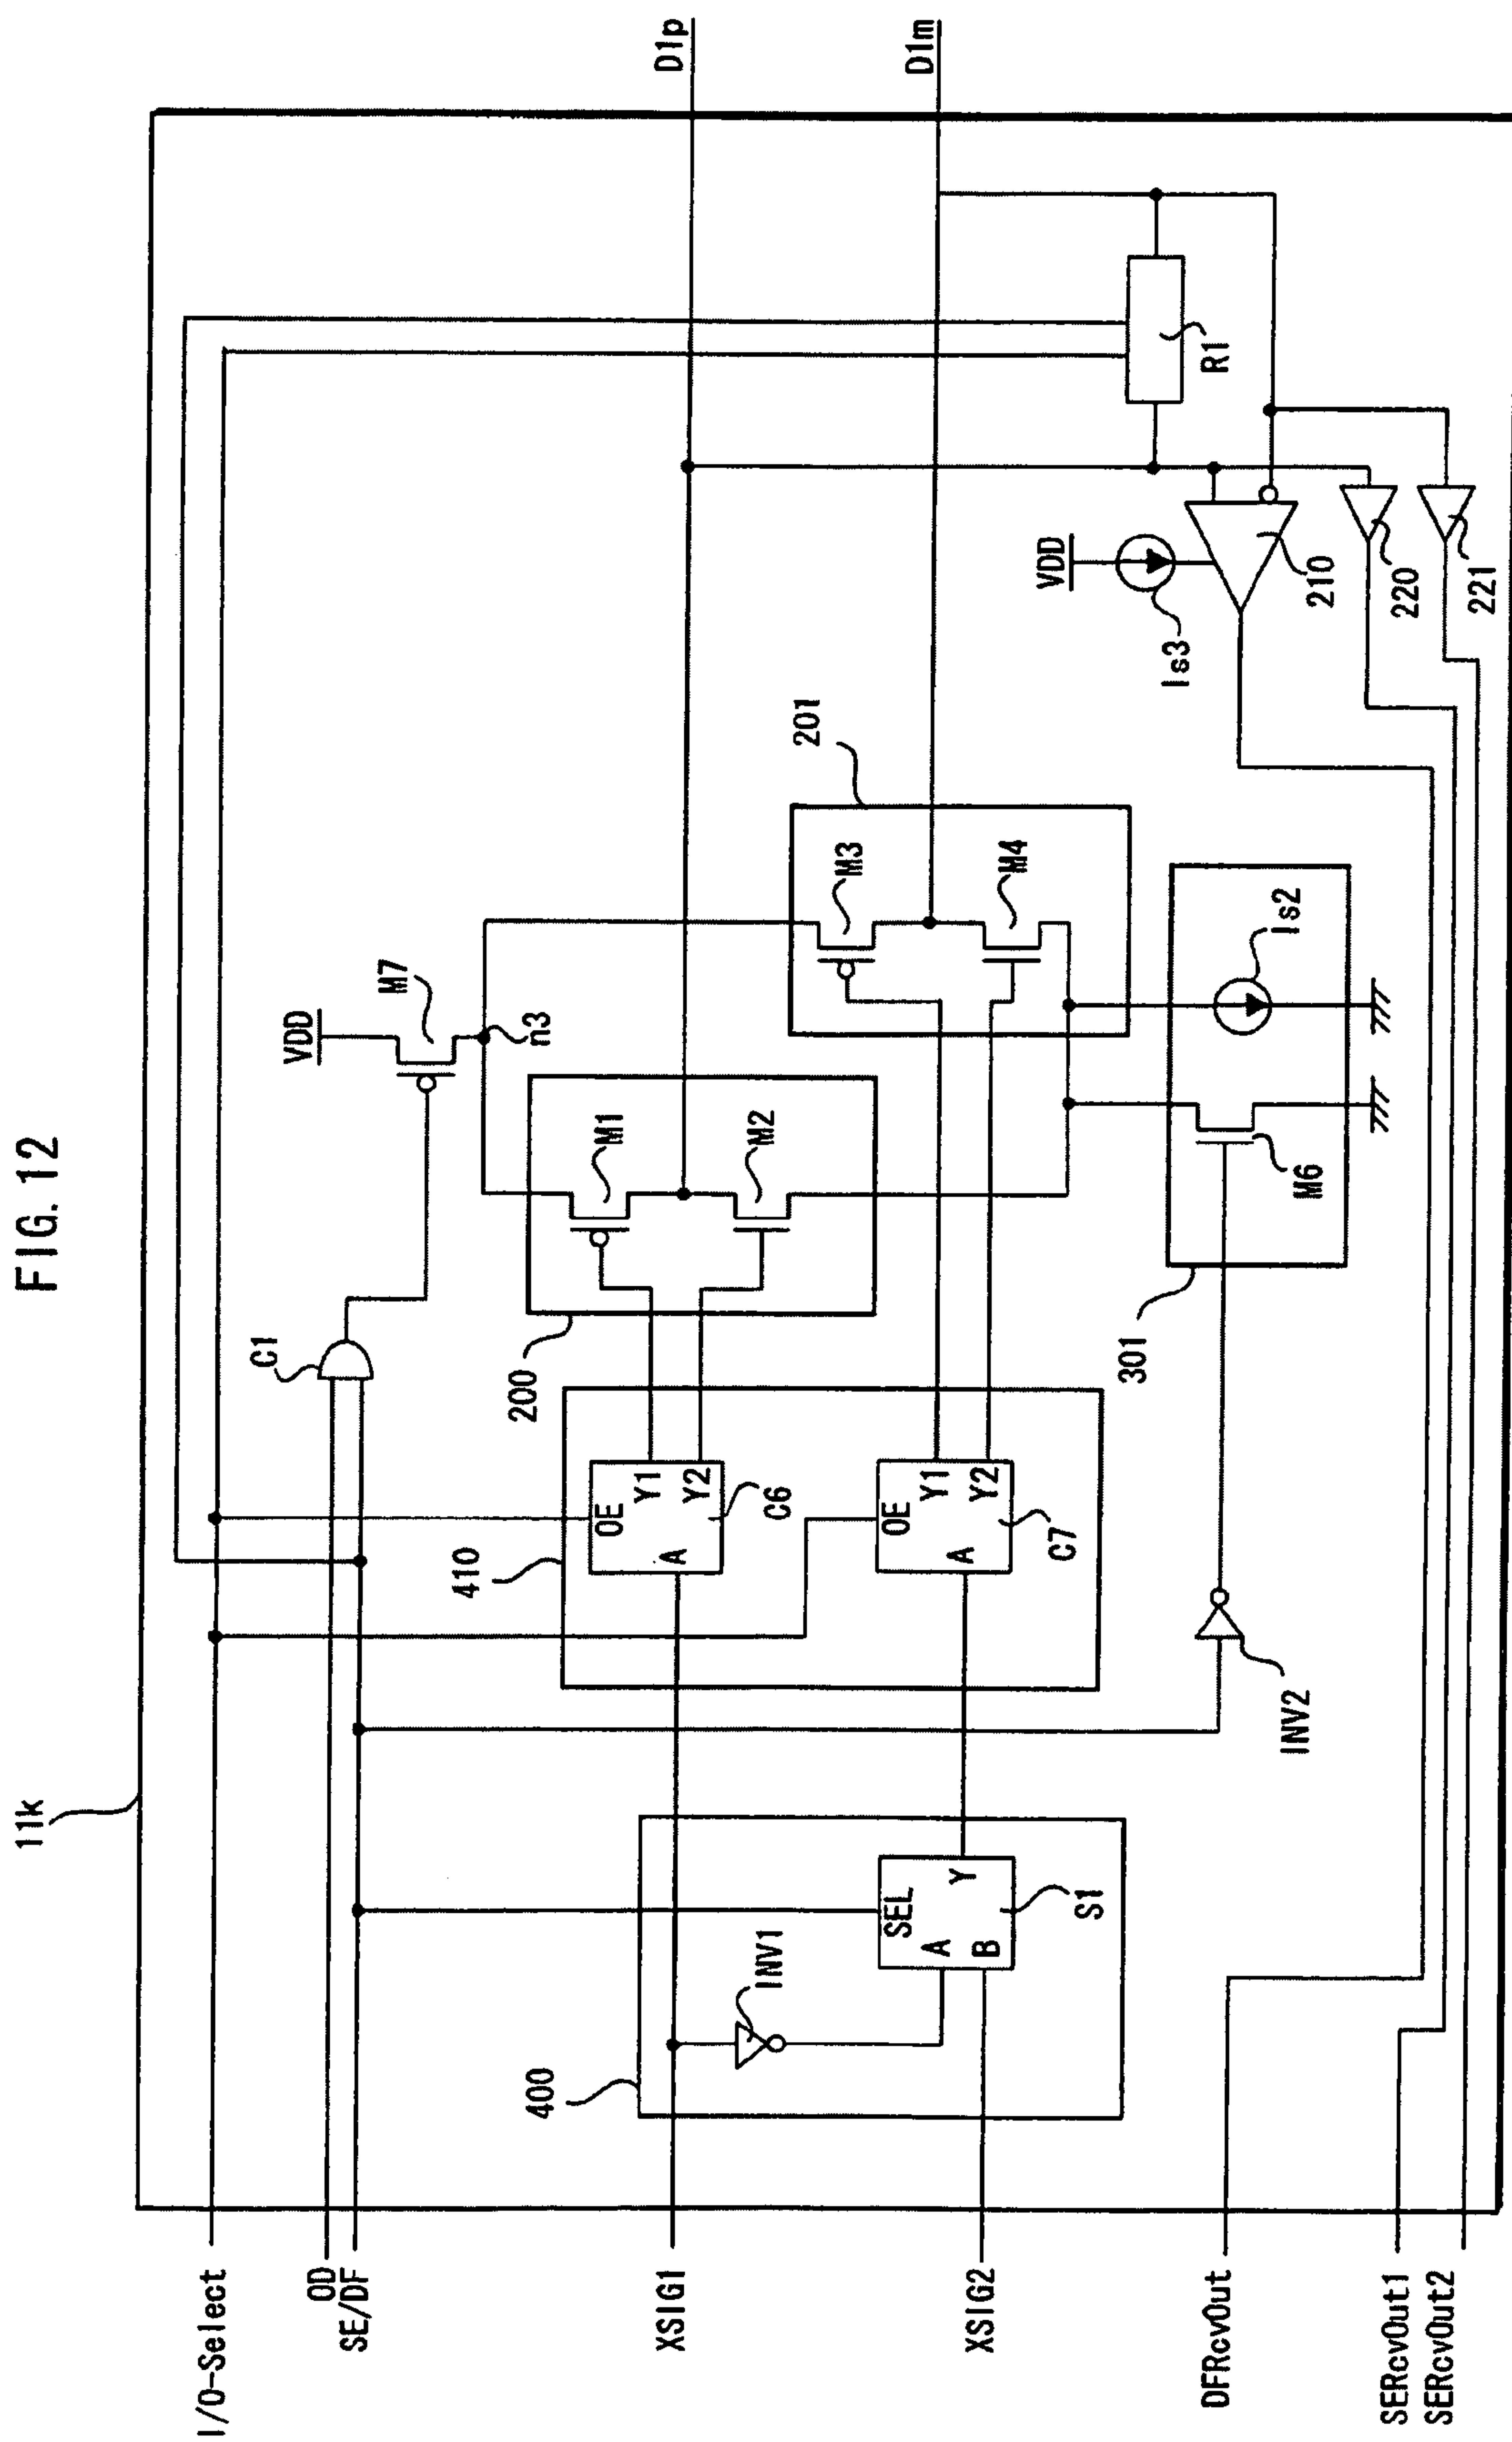 FIG. 12
11k
I/O-Select
OD
SE/DF
XSIG1
XSIG2
DFRcvOut
SERcvOut1
SERcvOut2
400
INV1
SEL
A
B
Y
S1
INV2
410
OE
A
Y1
Y2
C6
OE
A
Y1
Y2
C7
C1
VDD
M7
n3
200
M1
M2
201
M3
M4
301
M6
Is2
VDD
Is3
210
220
221
R1
D1p
D1m